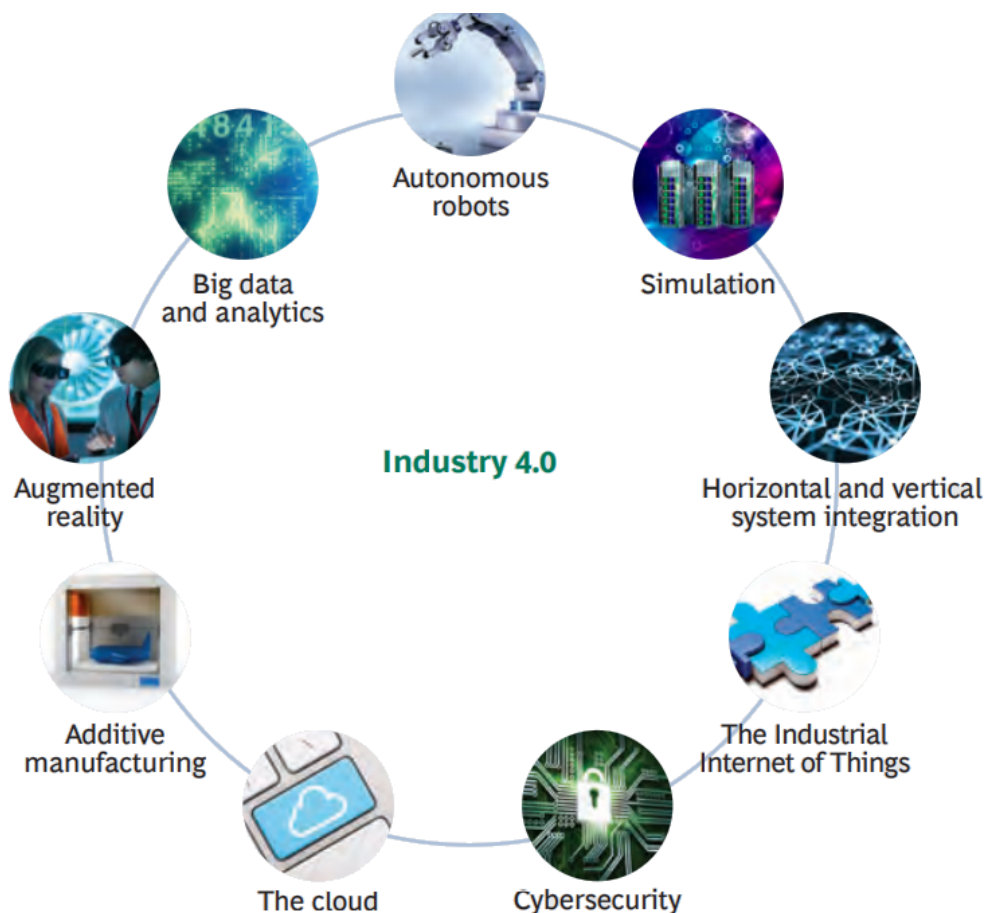 Autonomous
robots
Simulation
Horizontal and vertical
system integration
The Industrial
Internet of Things
Cybersecurity
The cloud
Additive
manufacturing
Augmented
reality
Big data
and analytics
Industry 4.0